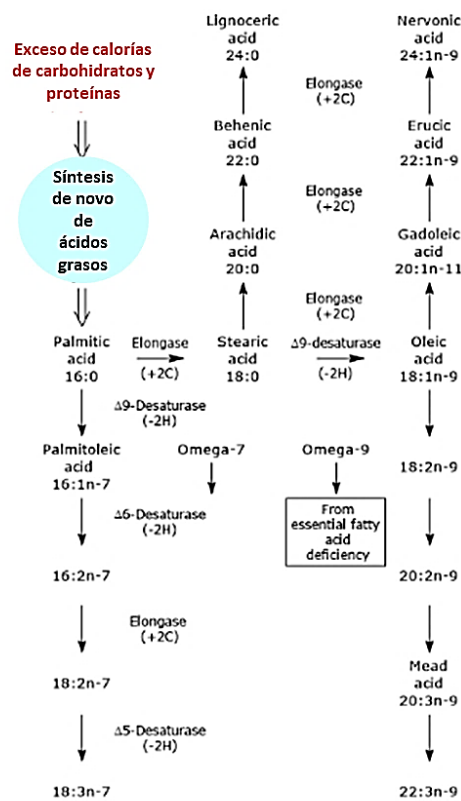 Exceso de calorías
de carbohidratos y
proteínas
Síntesis
de novo
de
ácidos
grasos
Lignoceric
acid
24:0
Nervonic
acid
24:1n-9
Elongase
(+2C)
Behenic
acid
22:0
Erucic
acid
22:1n-9
Elongase
(+2C)
Arachidic
acid
20:0
Gadoleic
acid
20:1n-11
Elongase
(+2C)
Palmitic
acid
16:0
Elongase
(+2C)
Stearic
acid
18:0
Δ9-desaturase
(-2H)
Oleic
acid
18:1n-9
Δ9-Desaturase
(-2H)
Palmitoleic
acid
16:1n-7
Omega-7
Omega-9
From
essential fatty
acid
deficiency
18:2n-9
Δ6-Desaturase
(-2H)
16:2n-7
20:2n-9
Elongase
(+2C)
18:2n-7
Mead
acid
20:3n-9
Δ5-Desaturase
(-2H)
18:3n-7
22:3n-9